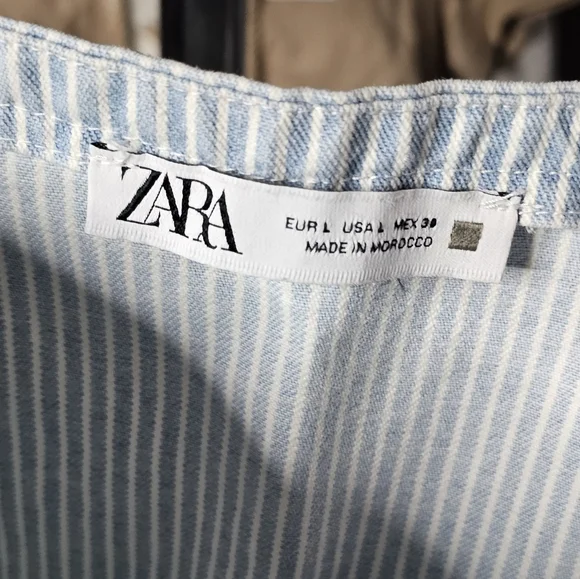 ZARA
EUR L USA L MEX 30
MADE IN MOROCCO